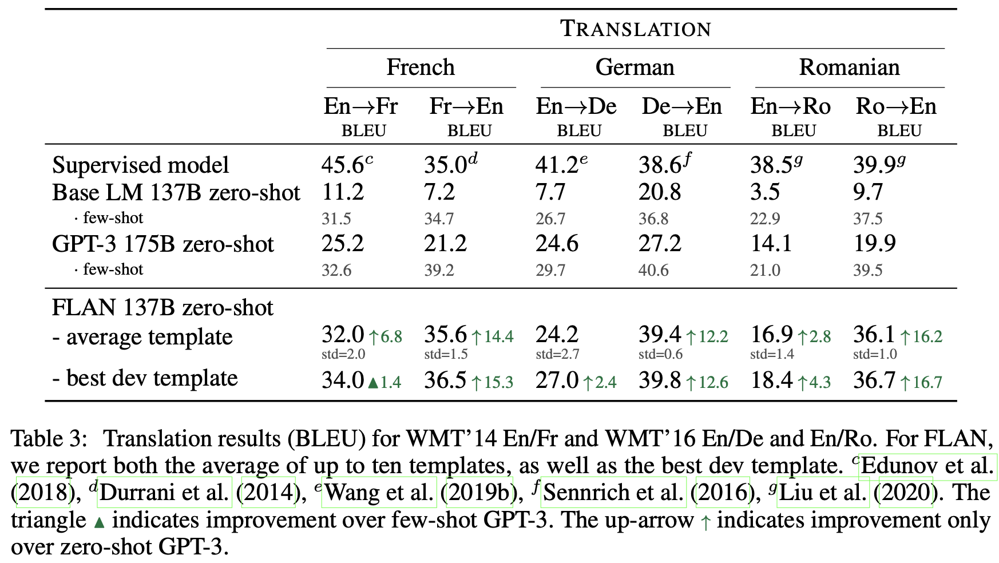 TRANSLATION
French German Romanian
En→Fr Fr→En En→De De→En En→Ro Ro→En
BLEU BLEU BLEU BLEU BLEU BLEU
Supervised model 45.6c 35.0d 41.2e 38.6f 38.5g 39.9g
Base LM 137B zero-shot 11.2 7.2 7.7 20.8 3.5 9.7
· few-shot 31.5 34.7 26.7 36.8 22.9 37.5
GPT-3 175B zero-shot 25.2 21.2 24.6 27.2 14.1 19.9
· few-shot 32.6 39.2 29.7 40.6 21.0 39.5
FLAN 137B zero-shot
- average template 32.0 ↑6.8 35.6 ↑14.4 24.2 39.4 ↑12.2 16.9 ↑2.8 36.1 ↑16.2
std=2.0 std=1.5 std=2.7 std=0.6 std=1.4 std=1.0
- best dev template 34.0 ▲1.4 36.5 ↑15.3 27.0 ↑2.4 39.8 ↑12.6 18.4 ↑4.3 36.7 ↑16.7
Table 3: Translation results (BLEU) for WMT’14 En/Fr and WMT’16 En/De and En/Ro. For FLAN,
we report both the average of up to ten templates, as well as the best dev template. cEdunov et al.
(2018), dDurrani et al. (2014), eWang et al. (2019b), fSennrich et al. (2016), gLiu et al. (2020). The
triangle ▲ indicates improvement over few-shot GPT-3. The up-arrow ↑ indicates improvement only
over zero-shot GPT-3.